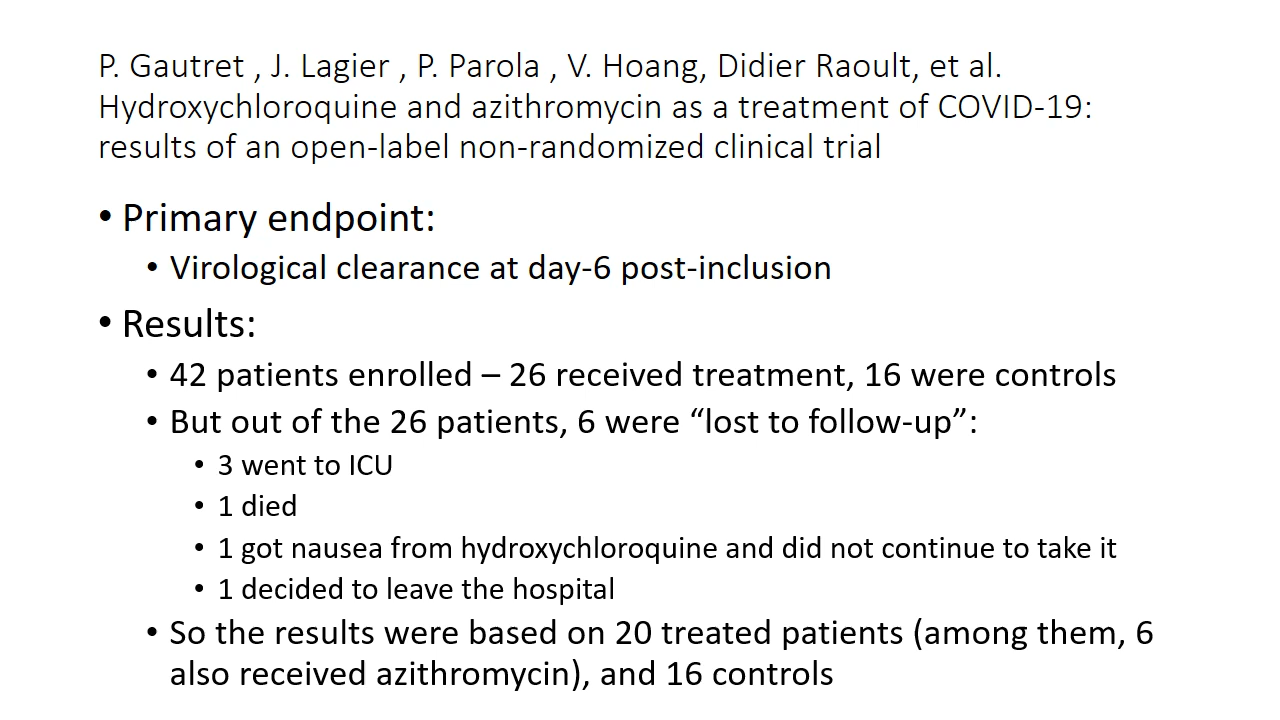 P. Gautret , J. Lagier , P. Parola , V. Hoang, Didier Raoult, et al.
Hydroxychloroquine and azithromycin as a treatment of COVID-19:
results of an open-label non-randomized clinical trial
• Primary endpoint:
• Virological clearance at day-6 post-inclusion
• Results:
• 42 patients enrolled – 26 received treatment, 16 were controls
• But out of the 26 patients, 6 were “lost to follow-up”:
• 3 went to ICU
• 1 died
• 1 got nausea from hydroxychloroquine and did not continue to take it
• 1 decided to leave the hospital
• So the results were based on 20 treated patients (among them, 6
also received azithromycin), and 16 controls